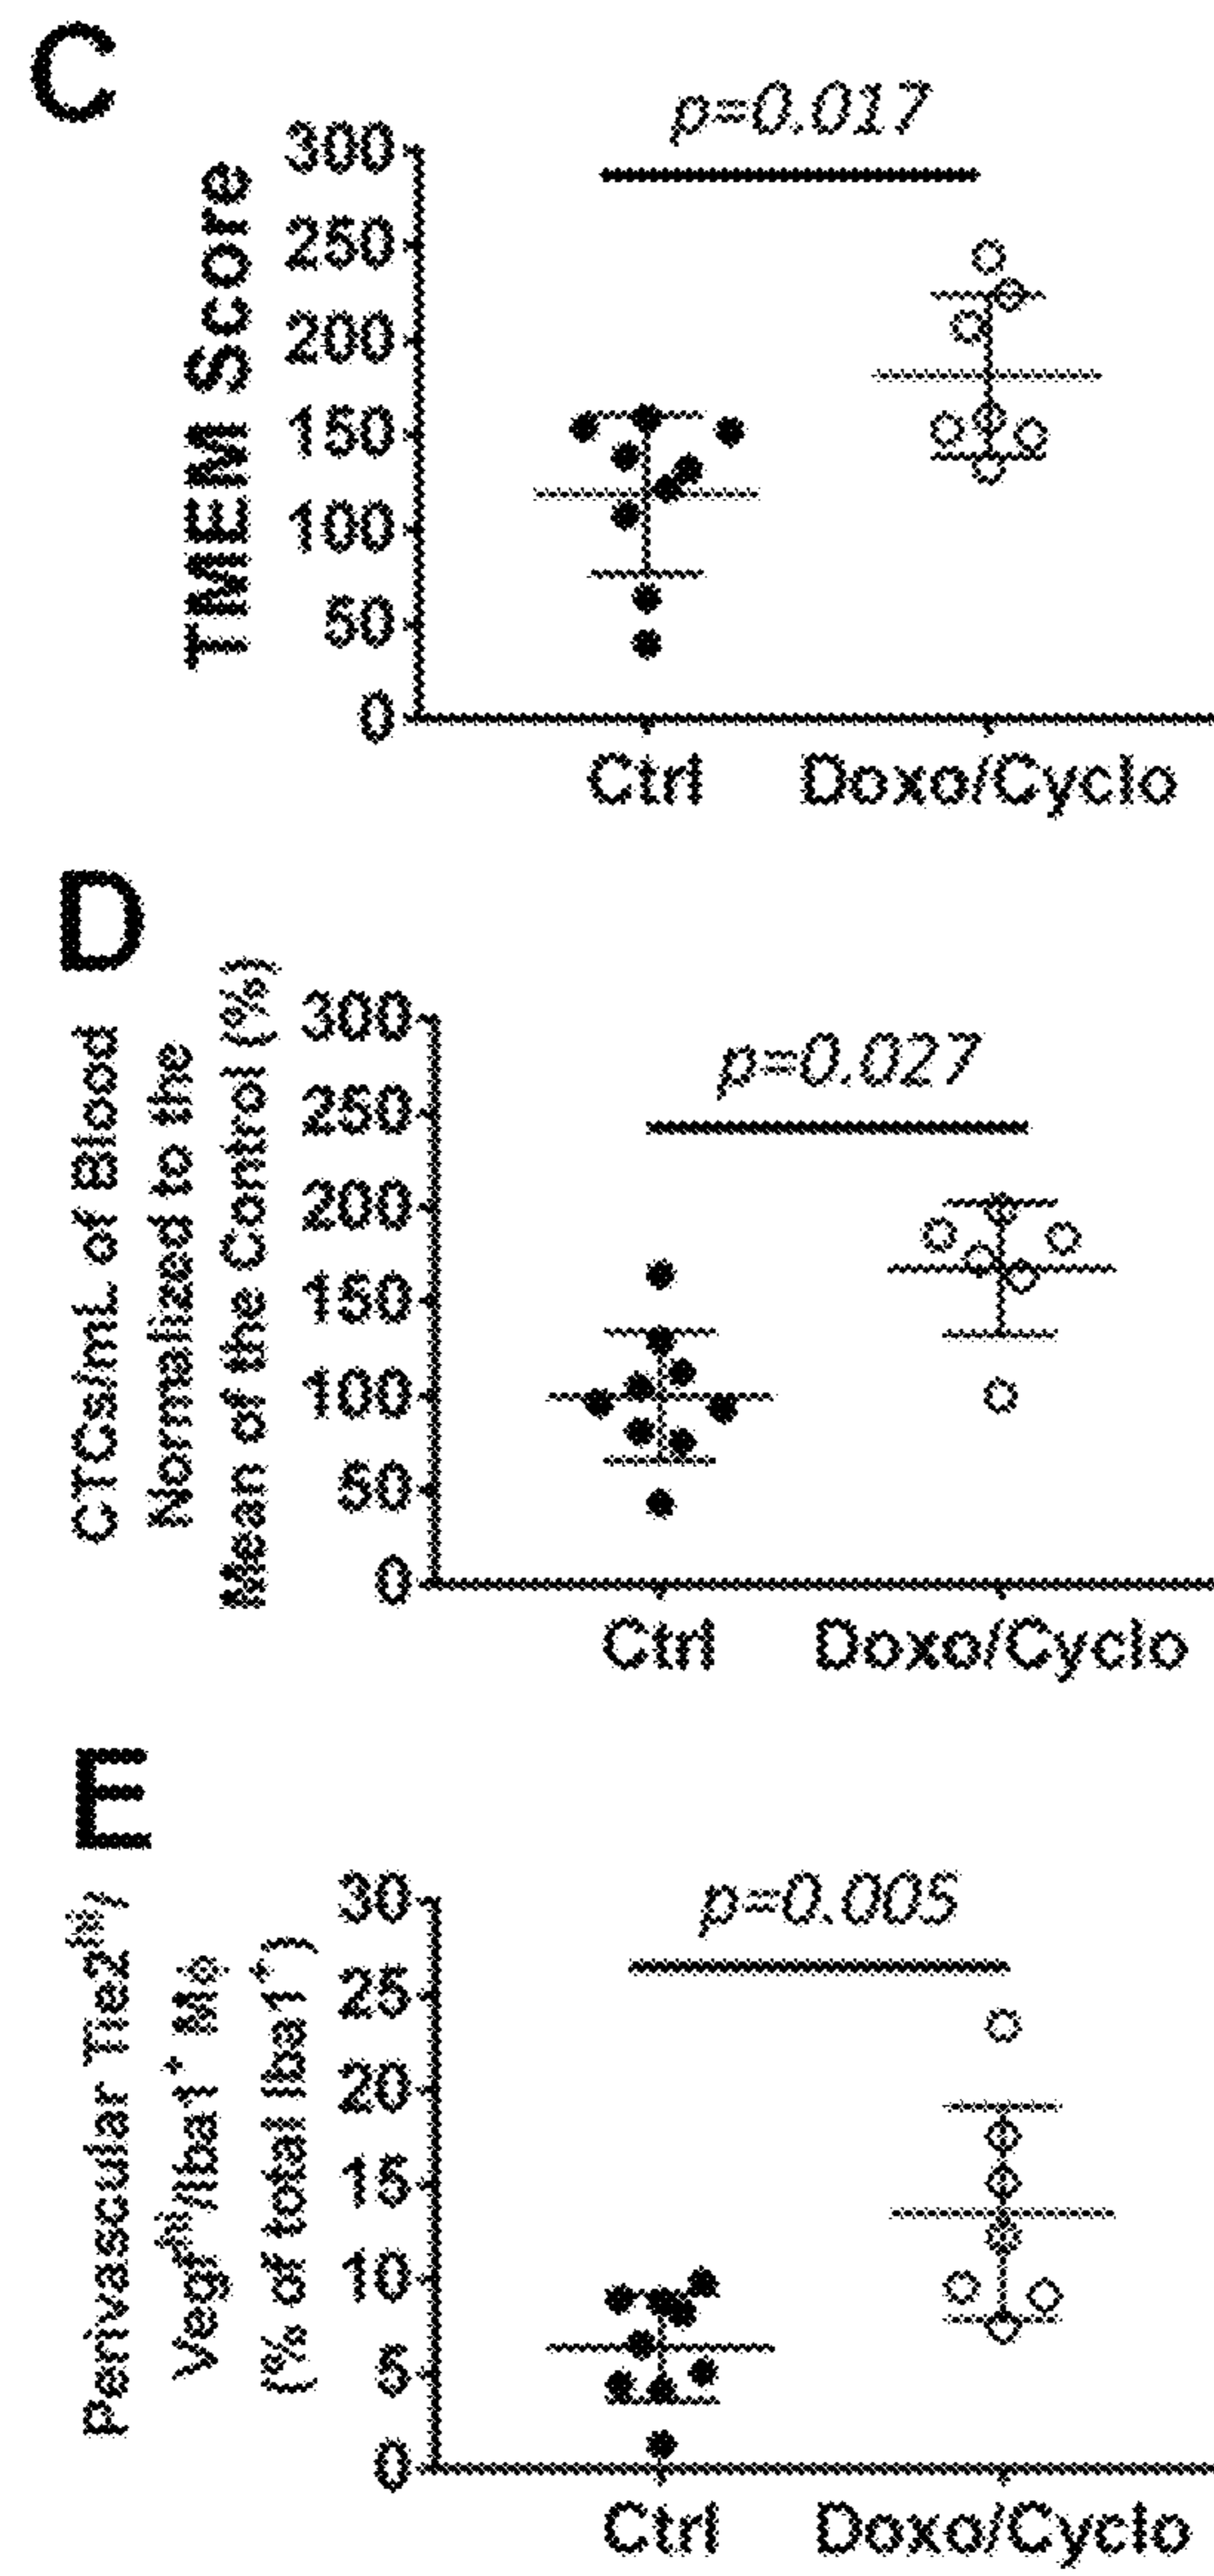 C
p=0.017
TMEM Score
300
250
200
150
100
50
0
Ctrl Doxo/Cyclo
D
CTCs/mL of Blood
Normalized to the
Mean of the Control (%)
p=0.027
300
250
200
150
100
50
0
Ctrl Doxo/Cyclo
E
Perivascular Tie2ʰⁱ/
Vegfʰⁱ/Iba1⁺ Mφ
(% of total Iba1⁺)
p=0.005
30
25
20
15
10
5
0
Ctrl Doxo/Cyclo